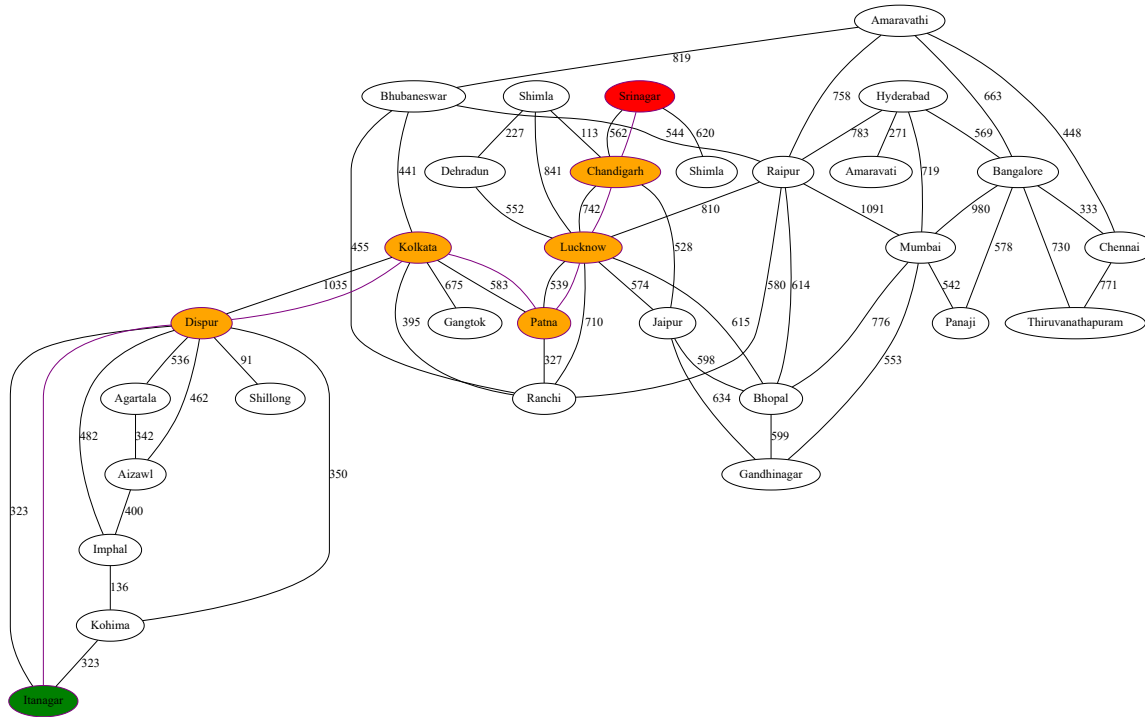 Amaravathi
819
Bhubaneswar
Shimla
Srinagar
758
Hyderabad
663
227
113
562
620
544
783
271
569
448
Dehradun
Chandigarh
Shimla
Raipur
Amaravati
Bangalore
441
841
719
552
742
810
1091
980
333
455
Kolkata
Lucknow
528
Mumbai
578
730
Chennai
1035
675
583
539
574
580
614
542
771
Dispur
Gangtok
Patna
Jaipur
Panaji
Thiruvanathapuram
395
710
615
776
536
91
327
598
553
Agartala
462
Shillong
Ranchi
634
Bhopal
482
342
599
Aizawl
350
Gandhinagar
323
400
Imphal
136
Kohima
323
Itanagar